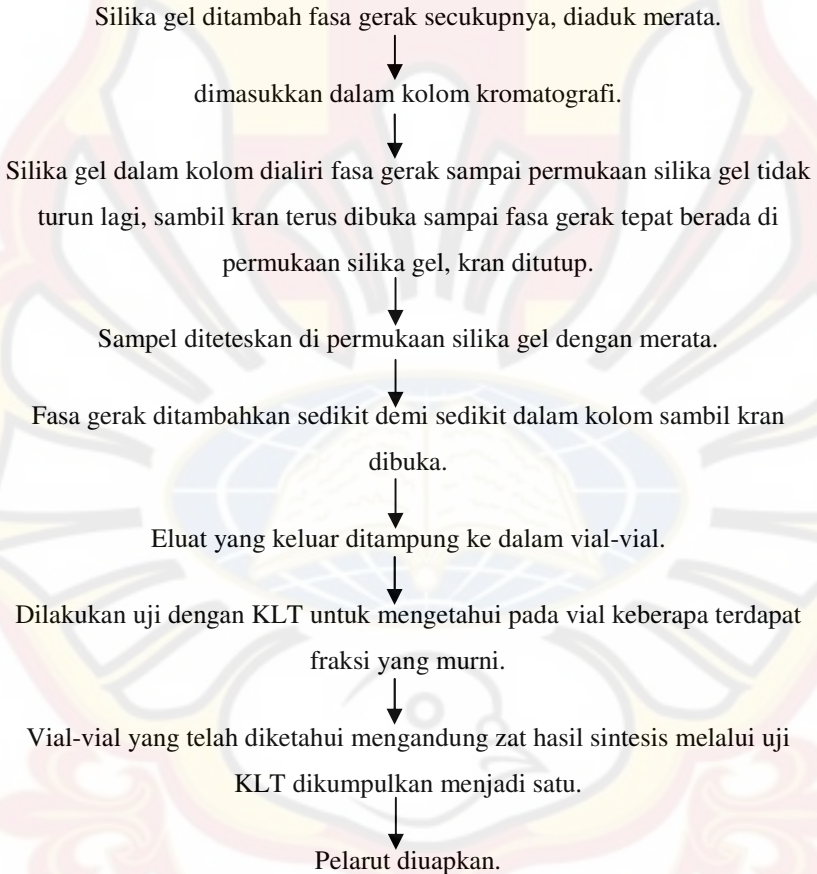 Silika gel ditambah fasa gerak secukupnya, diaduk merata.
dimasukkan dalam kolom kromatografi.
Silika gel dalam kolom dialiri fasa gerak sampai permukaan silika gel tidak
turun lagi, sambil kran terus dibuka sampai fasa gerak tepat berada di
permukaan silika gel, kran ditutup.
Sampel diteteskan di permukaan silika gel dengan merata.
Fasa gerak ditambahkan sedikit demi sedikit dalam kolom sambil kran
dibuka.
Eluat yang keluar ditampung ke dalam vial-vial.
Dilakukan uji dengan KLT untuk mengetahui pada vial keberapa terdapat
fraksi yang murni.
Vial-vial yang telah diketahui mengandung zat hasil sintesis melalui uji
KLT dikumpulkan menjadi satu.
Pelarut diuapkan.